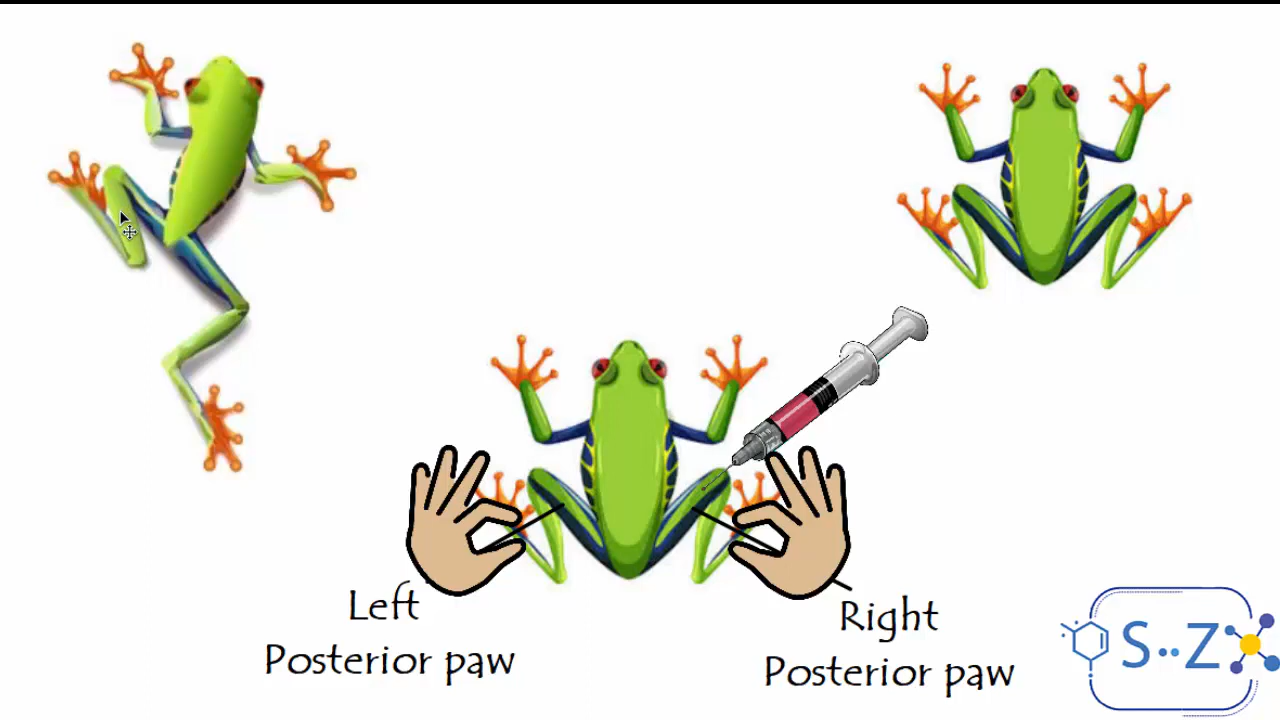 Left
Posterior paw
Right
Posterior paw
S••Z